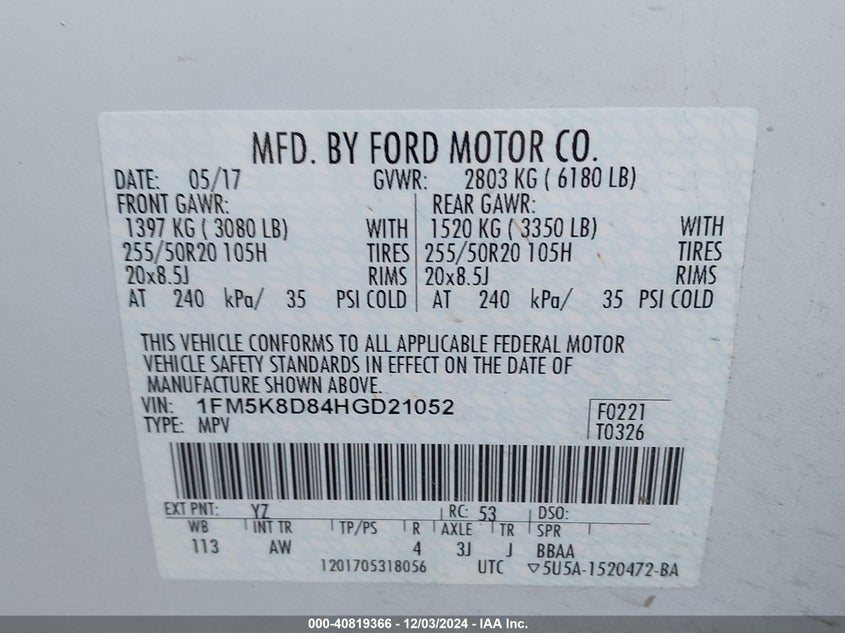 MFD. BY FORD MOTOR CO.
DATE: 05/17 GVWR: 2803 KG ( 6180 LB)
FRONT GAWR: REAR GAWR:
1397 KG ( 3080 LB) WITH 1520 KG ( 3350 LB) WITH
255/50R20 105H TIRES 255/50R20 105H TIRES
20x8.5J RIMS 20x8.5J RIMS
AT 240 kPa/ 35 PSI COLD AT 240 kPa/ 35 PSI COLD
THIS VEHICLE CONFORMS TO ALL APPLICABLE FEDERAL MOTOR
VEHICLE SAFETY STANDARDS IN EFFECT ON THE DATE OF
MANUFACTURE SHOWN ABOVE.
VIN: 1FM5K8D84HGD21052 F0221
TYPE: MPV T0326
EXT PNT: YZ RC: 53 DSO:
WB INT TR TP/PS R AXLE TR SPR
113 AW 4 3J J BBAA
1201705318056 UTC ▽5U5A-1520472-BA
000-40819366 - 12/03/2024 - IAA Inc.